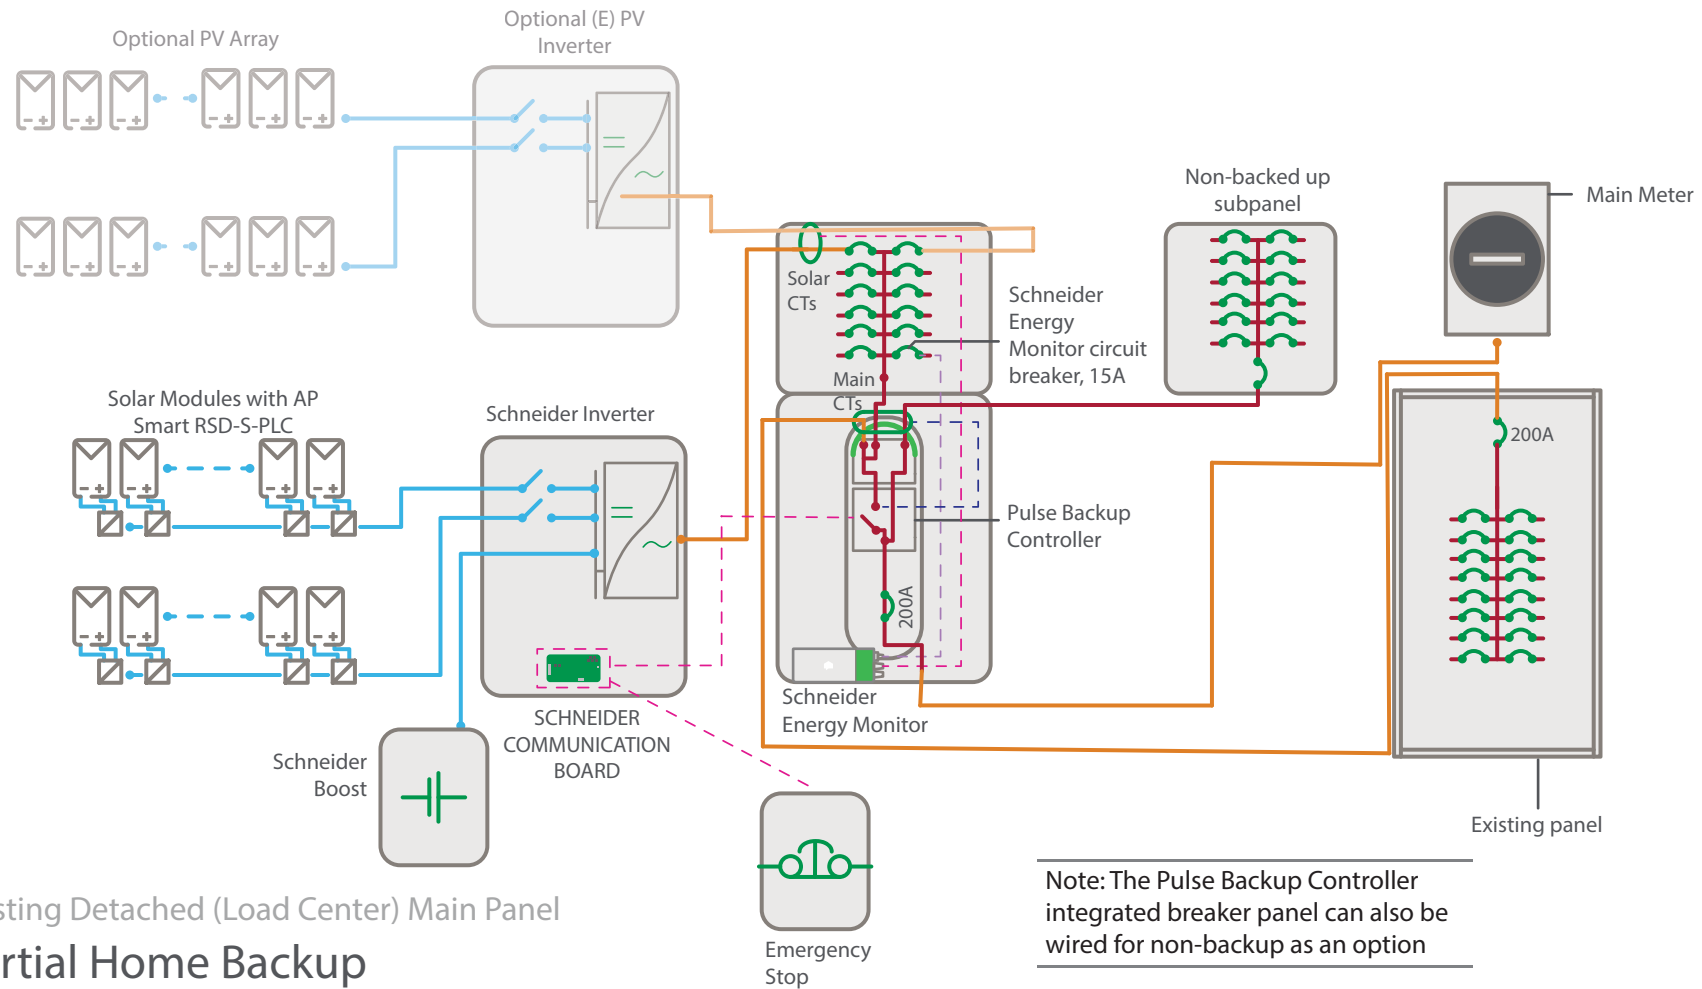 Optional (E) PV
Inverter
Optional PV Array
Non-backed up
subpanel
Main Meter
Solar
CTs
Schneider
Energy
Monitor circuit
breaker, 15A
Main
CTs
Solar Modules with AP
Smart RSD-S-PLC
Schneider Inverter
200A
Pulse Backup
Controller
200A
Schneider
Energy Monitor
SCHNEIDER
COMMUNICATION
BOARD
Schneider
Boost
Existing panel
Emergency
Stop
Note: The Pulse Backup Controller
integrated breaker panel can also be
wired for non-backup as an option
sting Detached (Load Center) Main Panel
rtial Home Backup